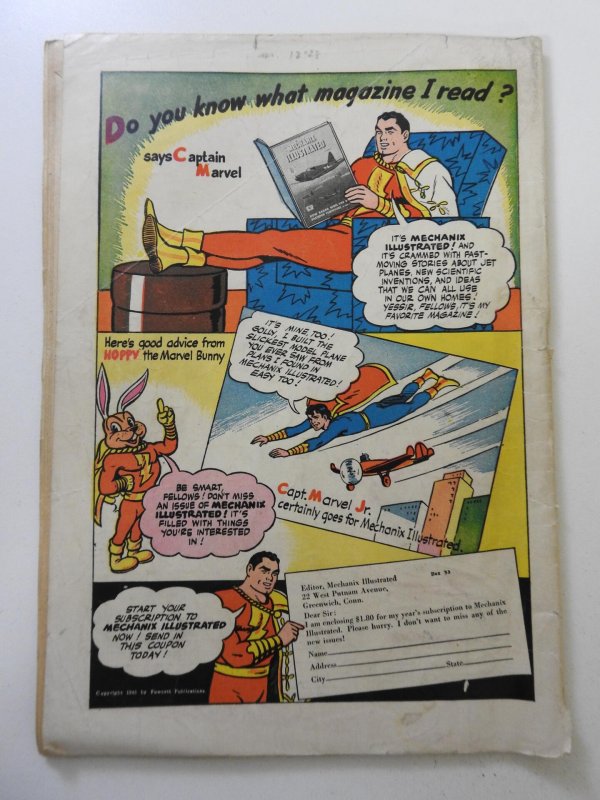 Do you know what magazine I read?
says Captain
Marvel
MECHANIX
ILLUSTRATED
IT'S MECHANIX
ILLUSTRATED! AND
IT'S CRAMMED WITH FAST-
MOVING STORIES ABOUT JET
PLANES, NEW SCIENTIFIC
INVENTIONS, AND IDEAS
THAT WE CAN ALL USE
IN OUR OWN HOMES.
YESSIR, FELLOWS, IT'S MY
FAVORITE MAGAZINE!
Here's good advice from
HOPPY the Marvel Bunny
IT'S MINE TOO!
GOLLY, I BUILT THE
SLICKEST MODEL PLANE
YOU EVER SAW FROM
PLANS I FOUND IN
MECHANIX ILLUSTRATED!
EASY TOO!
BE SMART,
FELLOWS! DON'T MISS
AN ISSUE OF MECHANIX
ILLUSTRATED! IT'S
FILLED WITH THINGS
YOU'RE INTERESTED
IN!
Capt. Marvel Jr.
certainly goes for Mechanix Illustrated.
START YOUR
SUBSCRIPTION TO
MECHANIX ILLUSTRATED
NOW! SEND IN
THIS COUPON
TODAY!
Editor, Mechanix Illustrated
22 West Putnam Avenue,
Greenwich, Conn.
Dear Sir:
I am enclosing $1.80 for my year's subscription to Mechanix
Illustrated. Please hurry. I don't want to miss any of the
new issues!
Name
Address
City State
Copyright 1945 by Fawcett Publications